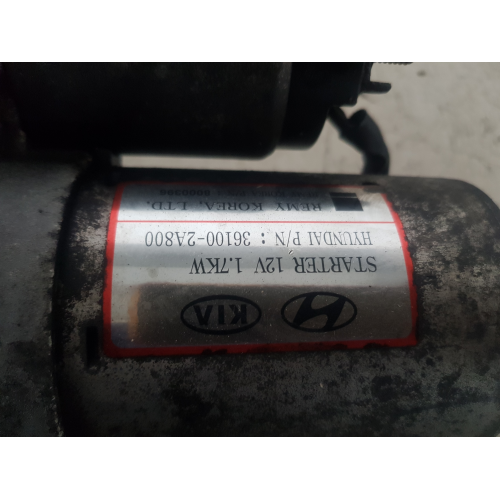 KIA
STARTER 12V 1.7KW
HYUNDAI P/N : 36100-2A800
REMY KOREA, LTD.